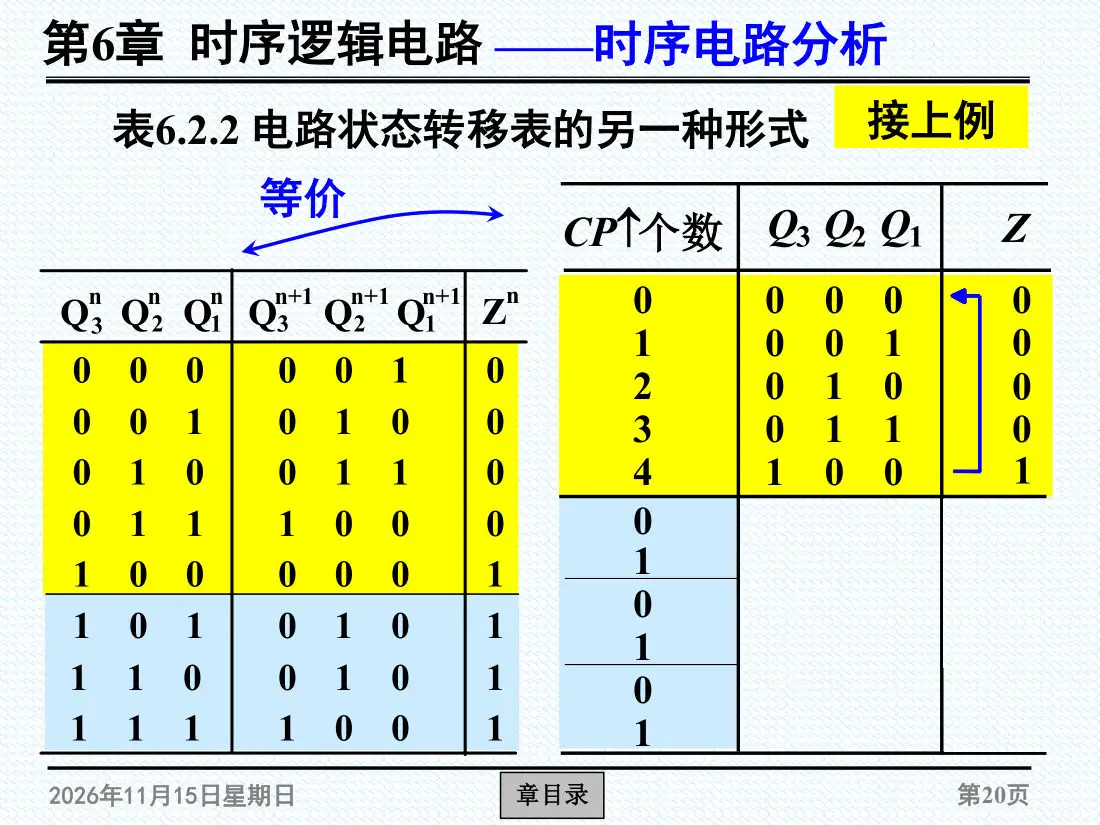 第6章 时序逻辑电路 ——时序电路分析
表6.2.2 电路状态转移表的另一种形式
接上例
等价
Q₃ⁿ Q₂ⁿ Q₁ⁿ Q₃ⁿ⁺¹ Q₂ⁿ⁺¹ Q₁ⁿ⁺¹ Zⁿ
0 0 0 0 0 1 0
0 0 1 0 1 0 0
0 1 0 0 1 1 0
0 1 1 1 0 0 0
1 0 0 0 0 0 1
1 0 1 0 1 0 1
1 1 0 0 1 0 1
1 1 1 1 0 0 1
CP↑个数 Q₃ Q₂ Q₁ Z
0 0 0 0 0
1 0 0 1 0
2 0 1 0 0
3 0 1 1 0
4 1 0 0 1
0
1
0
1
0
1
2026年11月15日星期日
章目录
第20页